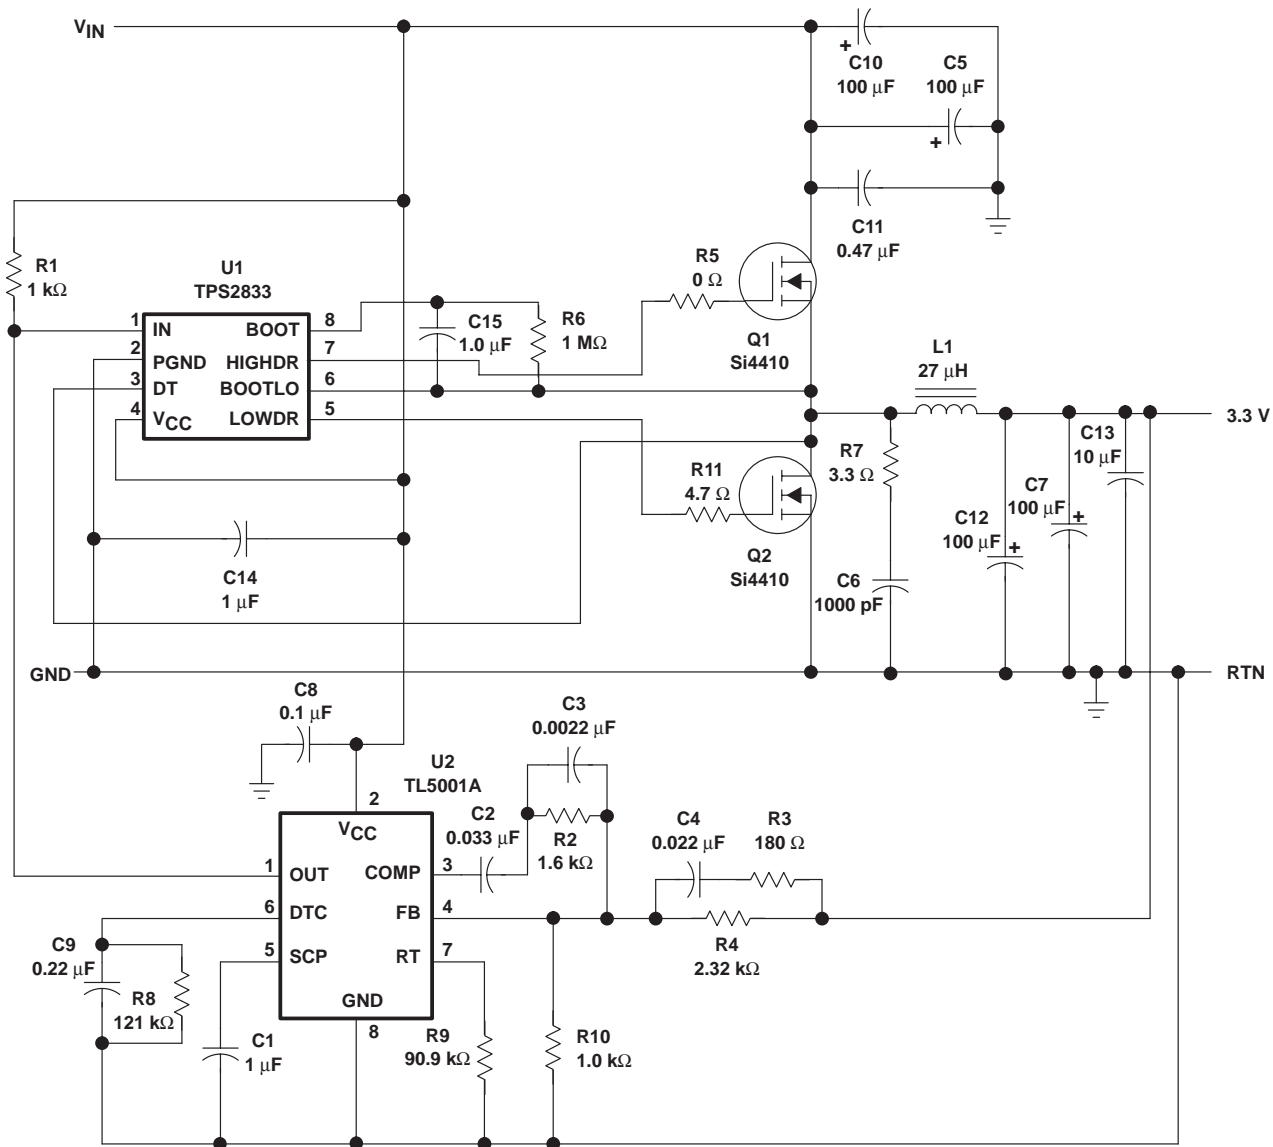 VIN
+
C10
100 µF
C5
100 µF
+
C11
0.47 µF
R1
1 kΩ
U1
TPS2833
1
IN
2
PGND
3
DT
4
VCC
BOOT
8
HIGHDR
7
BOOTLO
6
LOWDR
5
C15
1.0 µF
R6
1 MΩ
R5
0 Ω
Q1
Si4410
L1
27 µH
3.3 V
R11
4.7 Ω
Q2
Si4410
R7
3.3 Ω
C6
1000 pF
C12
100 µF
+
C7
100 µF
+
C13
10 µF
C14
1 µF
GND
RTN
C8
0.1 µF
U2
TL5001A
2
VCC
1
OUT
6
DTC
5
SCP
GND
8
COMP
3
FB
4
RT
7
C2
0.033 µF
C3
0.0022 µF
R2
1.6 kΩ
C4
0.022 µF
R3
180 Ω
R4
2.32 kΩ
C9
0.22 µF
R8
121 kΩ
C1
1 µF
R9
90.9 kΩ
R10
1.0 kΩ